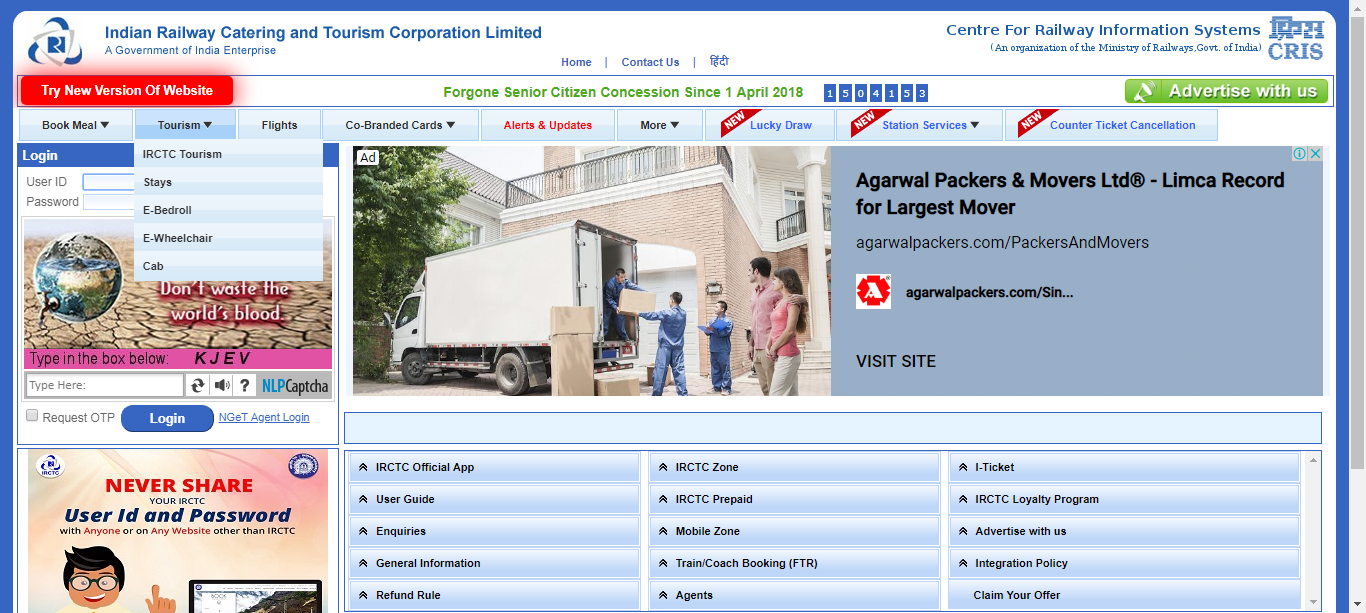 Indian Railway Catering and Tourism Corporation Limited
A Government of India Enterprise
Centre For Railway Information Systems
(An organization of the Ministry of Railways,Govt. of India)
CRIS
Home | Contact Us | हिंदी
Try New Version Of Website
Forgone Senior Citizen Concession Since 1 April 2018 1 5 0 4 1 5 3
Advertise with us
Book Meal Tourism Flights Co-Branded Cards Alerts & Updates More NEW Lucky Draw NEW Station Services NEW Counter Ticket Cancellation
Login
User ID
Password
IRCTC Tourism
Stays
E-Bedroll
E-Wheelchair
Cab
Don't waste the
world's blood.
Type in the box below: KJEV
Type Here: ? NLPCaptcha
Request OTP Login NGeT Agent Login
Ad
Agarwal Packers & Movers Ltd® - Limca Record
for Largest Mover
agarwalpackers.com/PackersAndMovers
agarwalpackers.com/Sin...
VISIT SITE
IRCTC
NEVER SHARE
YOUR IRCTC
User Id and Password
with Anyone or on Any Website other than IRCTC
IRCTC Official App IRCTC Zone I-Ticket
User Guide IRCTC Prepaid IRCTC Loyalty Program
Enquiries Mobile Zone Advertise with us
General Information Train/Coach Booking (FTR) Integration Policy
Refund Rule Agents Claim Your Offer